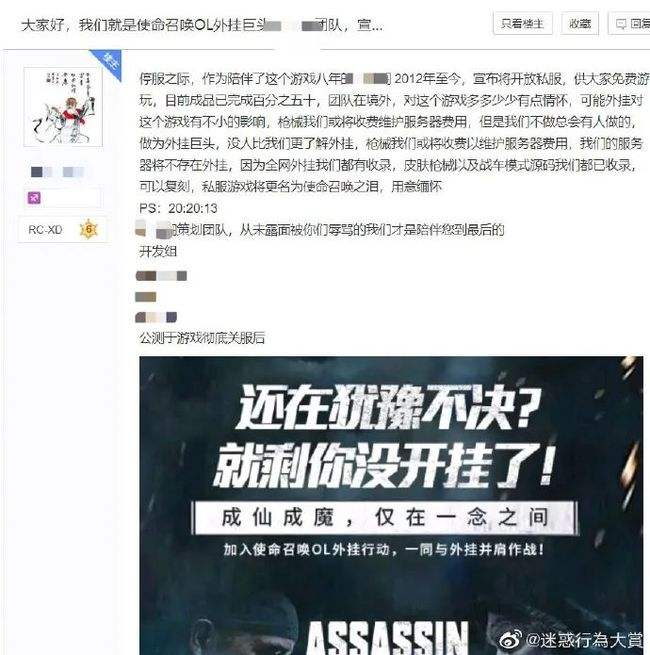 大家好，我们就是使命召唤OL外挂巨头 团队，宣...
只看楼主
收藏
回复
楼主
停服之际，作为陪伴了这个游戏八年的 2012年至今，宣布将开放私服，供大家免费游
玩，目前成品已完成百分之五十，团队在境外，对这个游戏多多少少有点情怀，可能外挂对
这个游戏有不小的影响，枪械我们或将收费维护服务器费用，但是我们不做总会有人做的，
做为外挂巨头，没人比我们更了解外挂，枪械我们或将收费以维护服务器费用，我们的服务
器将不存在外挂，因为全网外挂我们都有收录，皮肤枪械以及战车模式源码我们都已收录，
可以复刻，私服游戏将更名为使命召唤之泪，用意缅怀
PS：20:20:13
策划团队，从未露面被你们辱骂的我们才是陪伴您到最后的
RC-XD 6
开发组
公测于游戏彻底关服后
还在犹豫不决？
就剩你没开挂了！
成仙成魔，仅在一念之间
加入使命召唤OL外挂行动，一同与外挂并肩作战！
ASSASSIN
@迷惑行為大賞